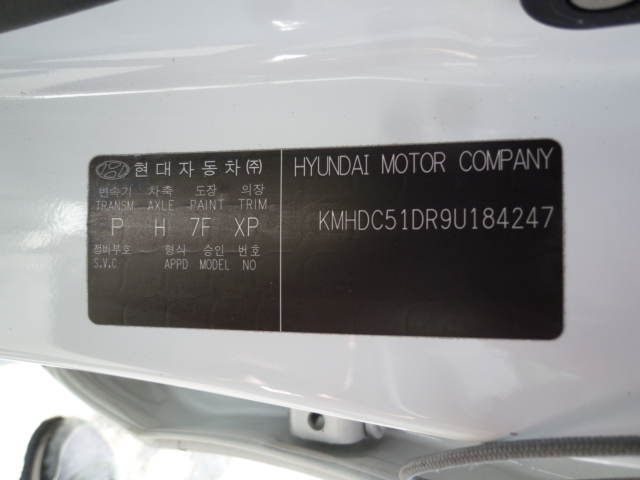 현대자동차㈜
변속기 차축 도장 의장
TRANSM AXLE PAINT TRIM
P H 7F XP
정비부호 형식 승인 번호
S.V.C APPD MODEL NO
HYUNDAI MOTOR COMPANY
KMHDC51DR9U184247